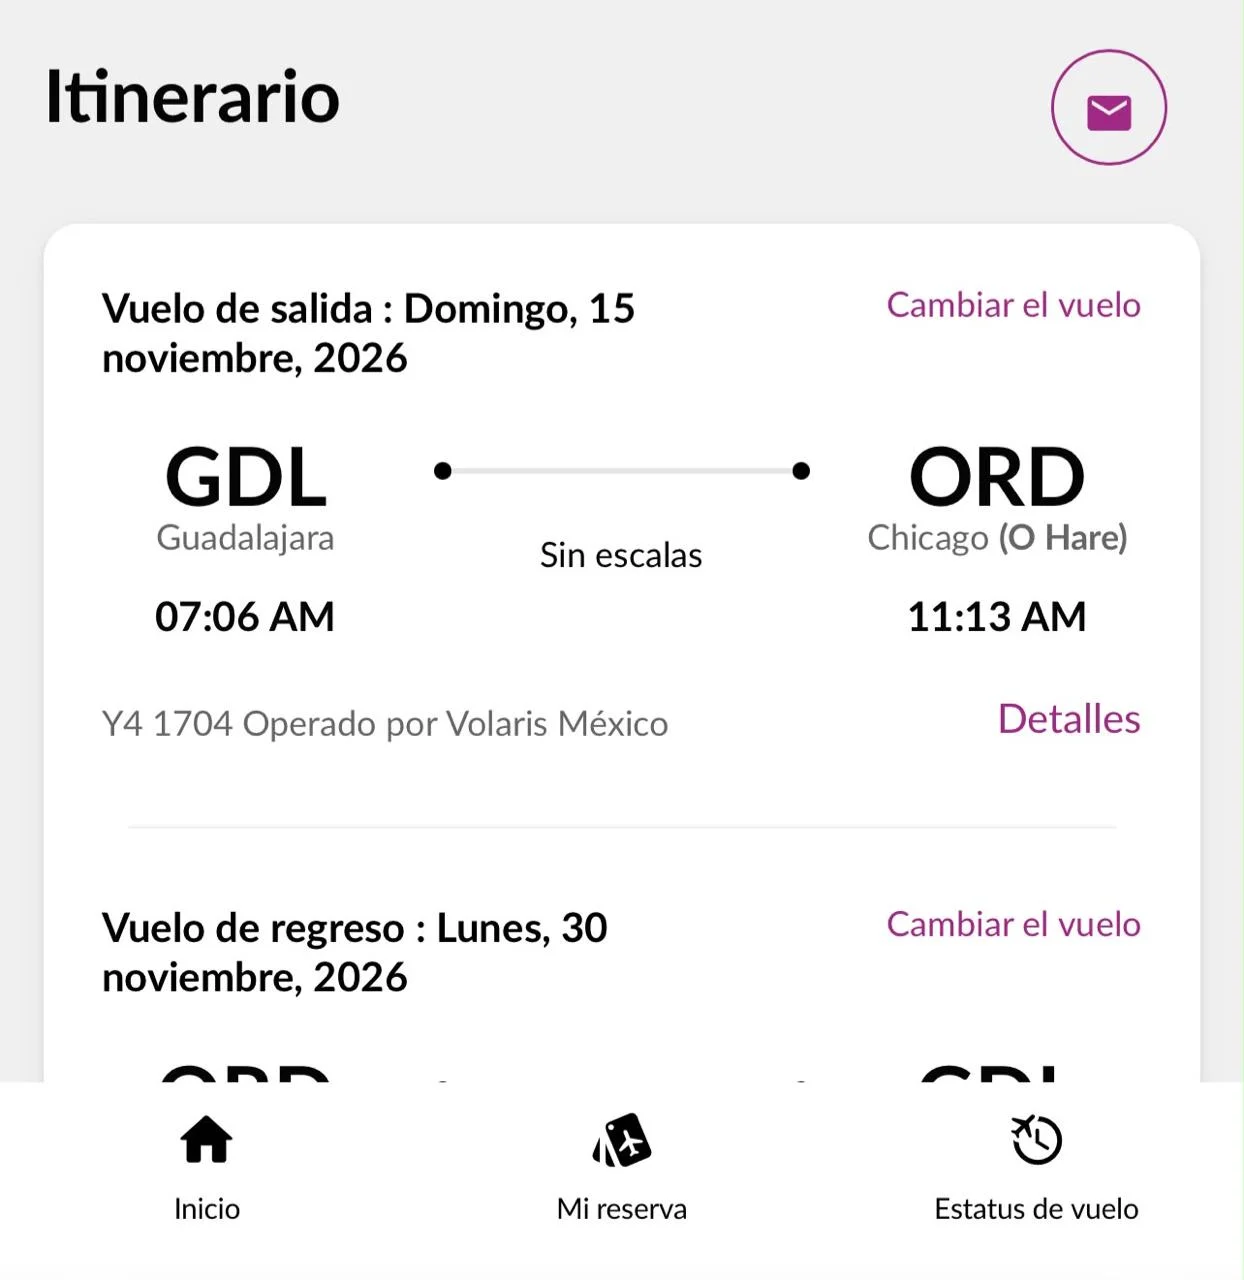 Itinerario
Vuelo de salida : Domingo, 15
noviembre, 2026
Cambiar el vuelo
GDL
ORD
Guadalajara
Chicago (O Hare)
Sin escalas
07:06 AM
11:13 AM
Y4 1704 Operado por Volaris México
Detalles
Vuelo de regreso : Lunes, 30
noviembre, 2026
Cambiar el vuelo
ORD
GDL
Inicio
Mi reserva
Estatus de vuelo